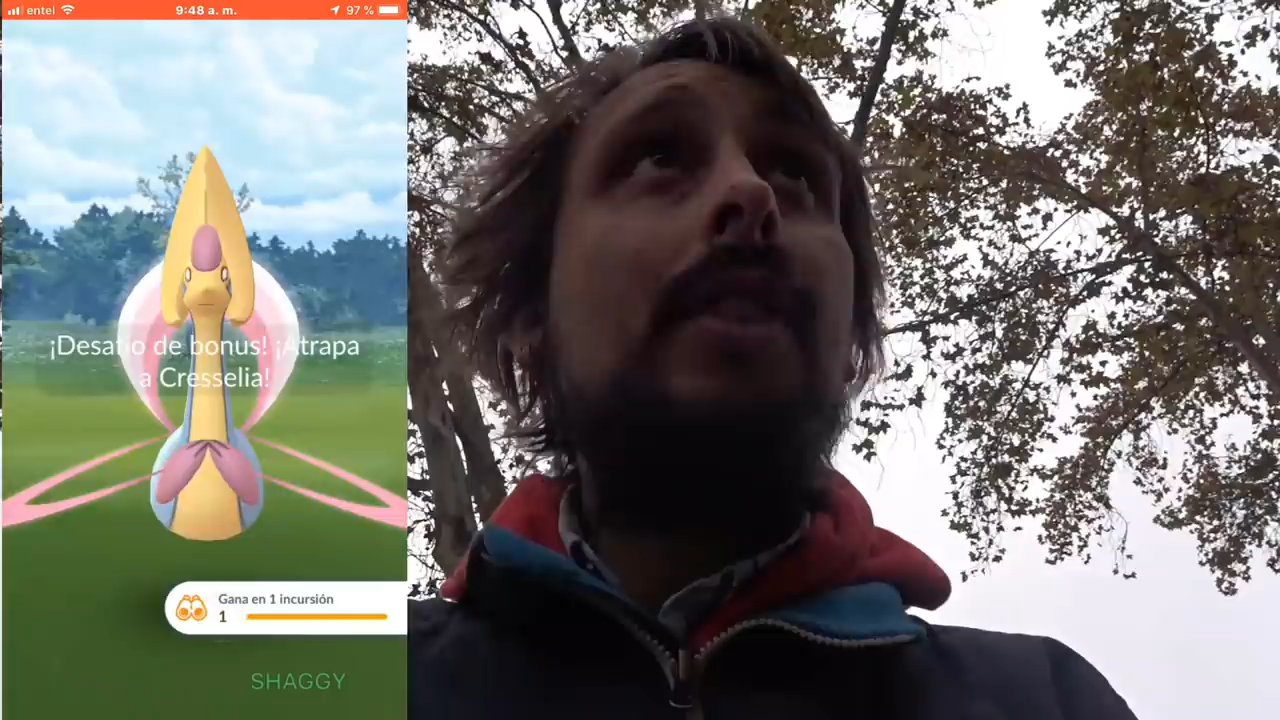 entel 9:48 a. m. 97 %
¡Desafío de bonus! ¡Atrapa
a Cresselia!
Gana en 1 incursión
1
SHAGGY